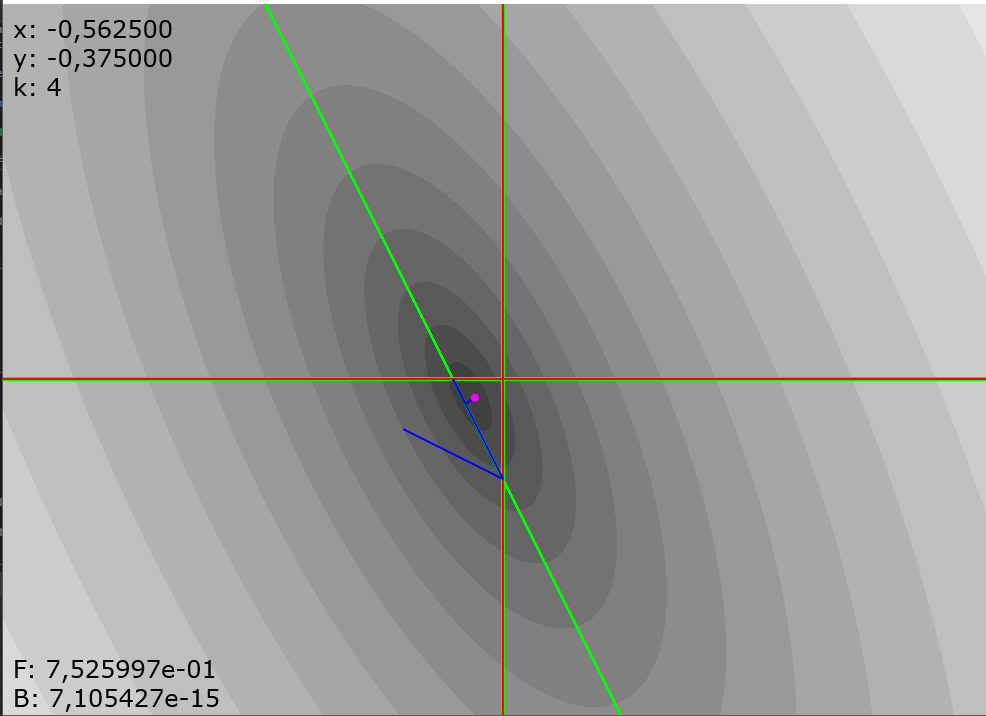 x: -0,562500
y: -0,375000
k: 4
F: 7,525997e-01
B: 7,105427e-15